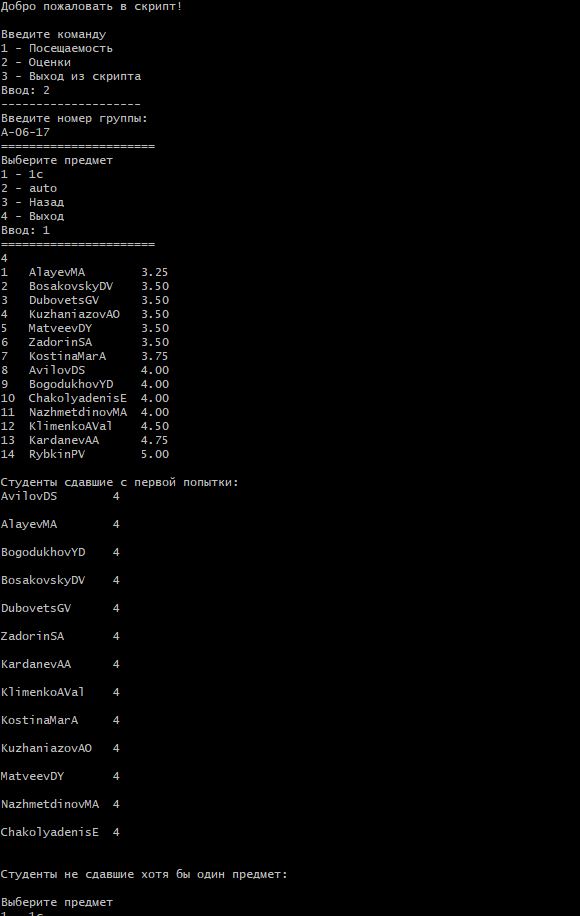 Добро пожаловать в скрипт!
Введите команду
1 - Посещаемость
2 - Оценки
3 - Выход из скрипта
Ввод: 2
--------------------
Введите номер группы:
A-06-17
======================
Выберите предмет
1 - 1c
2 - auto
3 - Назад
4 - Выход
Ввод: 1
======================
4
1 AlayevMA 3.25
2 BosakovskyDV 3.50
3 DubovetsGV 3.50
4 KuzhaniazovAO 3.50
5 MatveevDY 3.50
6 ZadorinSA 3.50
7 KostinaMarA 3.75
8 AvilovDS 4.00
9 BogodukhovYD 4.00
10 ChakolyadenisE 4.00
11 NazhmetdinovMA 4.00
12 KlimenkoAVal 4.50
13 KardanevAA 4.75
14 RybkinPV 5.00
Студенты сдавшие с первой попытки:
AvilovDS 4
AlayevMA 4
BogodukhovYD 4
BosakovskyDV 4
DubovetsGV 4
ZadorinSA 4
KardanevAA 4
KlimenkoAVal 4
KostinaMarA 4
KuzhaniazovAO 4
MatveevDY 4
NazhmetdinovMA 4
ChakolyadenisE 4
Студенты не сдавшие хотя бы один предмет:
Выберите предмет
1 - 1c